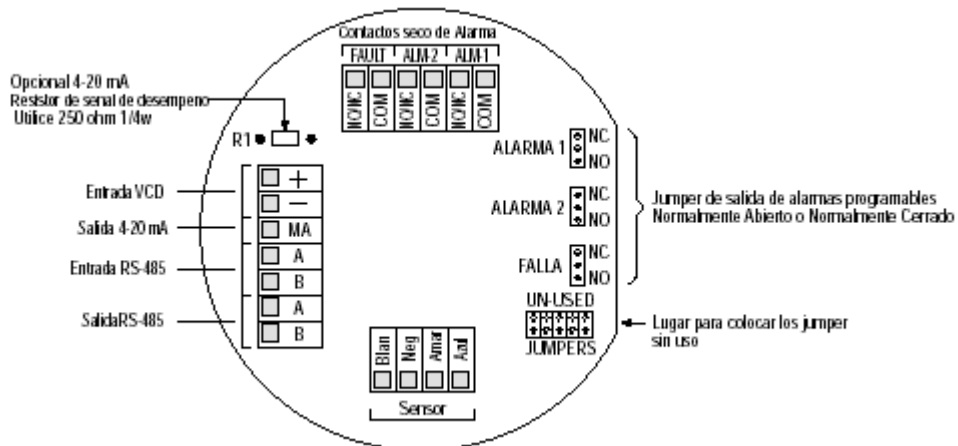 Contactos seco de Alarma
FAULT ALM-2 ALM-1
NO/NC COM NO/NC COM NO/NC COM
Opcional 4-20 mA
Resistor de senal de desempeno
Utilice 250 ohm 1/4w
R1
Entrada VCD
+
−
Salida 4-20 mA
MA
Entrada RS-485
A
B
SalidaRS-485
A
B
ALARMA 1
NC
NO
ALARMA 2
NC
NO
FALLA
NC
NO
Jumper de salida de alarmas programables
Normalmente Abierto o Normalmente Cerrado
UN-USED
JUMPERS
Lugar para colocar los jumper
sin uso
Blan Neg Amar Azul
Sensor